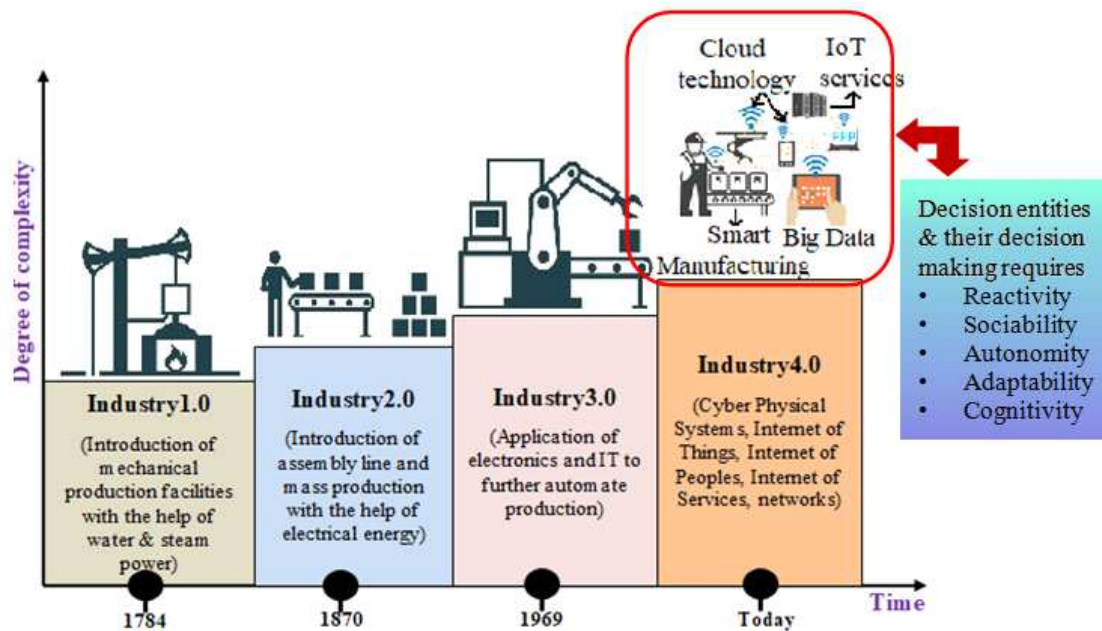 Cloud
technology
IoT
services
Smart
Manufacturing
Big Data
Decision entities
& their decision
making requires
• Reactivity
• Sociability
• Autonomity
• Adaptability
• Cognitivity
Degree of complexity
Industry1.0
(Introduction of
mechanical
production facilities
with the help of
water & steam
power)
Industry2.0
(Introduction of
assembly line and
mass production
with the help of
electrical energy)
Industry3.0
(Application of
electronics and IT to
further automate
production)
Industry4.0
(Cyber Physical
Systems, Internet of
Things, Internet of
Peoples, Internet of
Services, networks)
1784
1870
1969
Today
Time